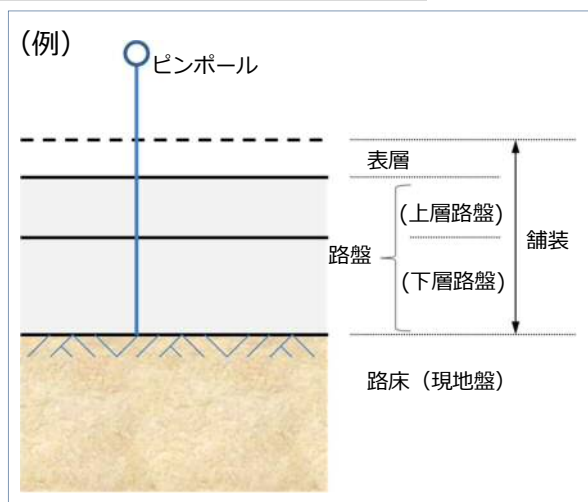 (例)
ピンポール
表層
(上層路盤)
路盤
舗装
(下層路盤)
路床（現地盤）